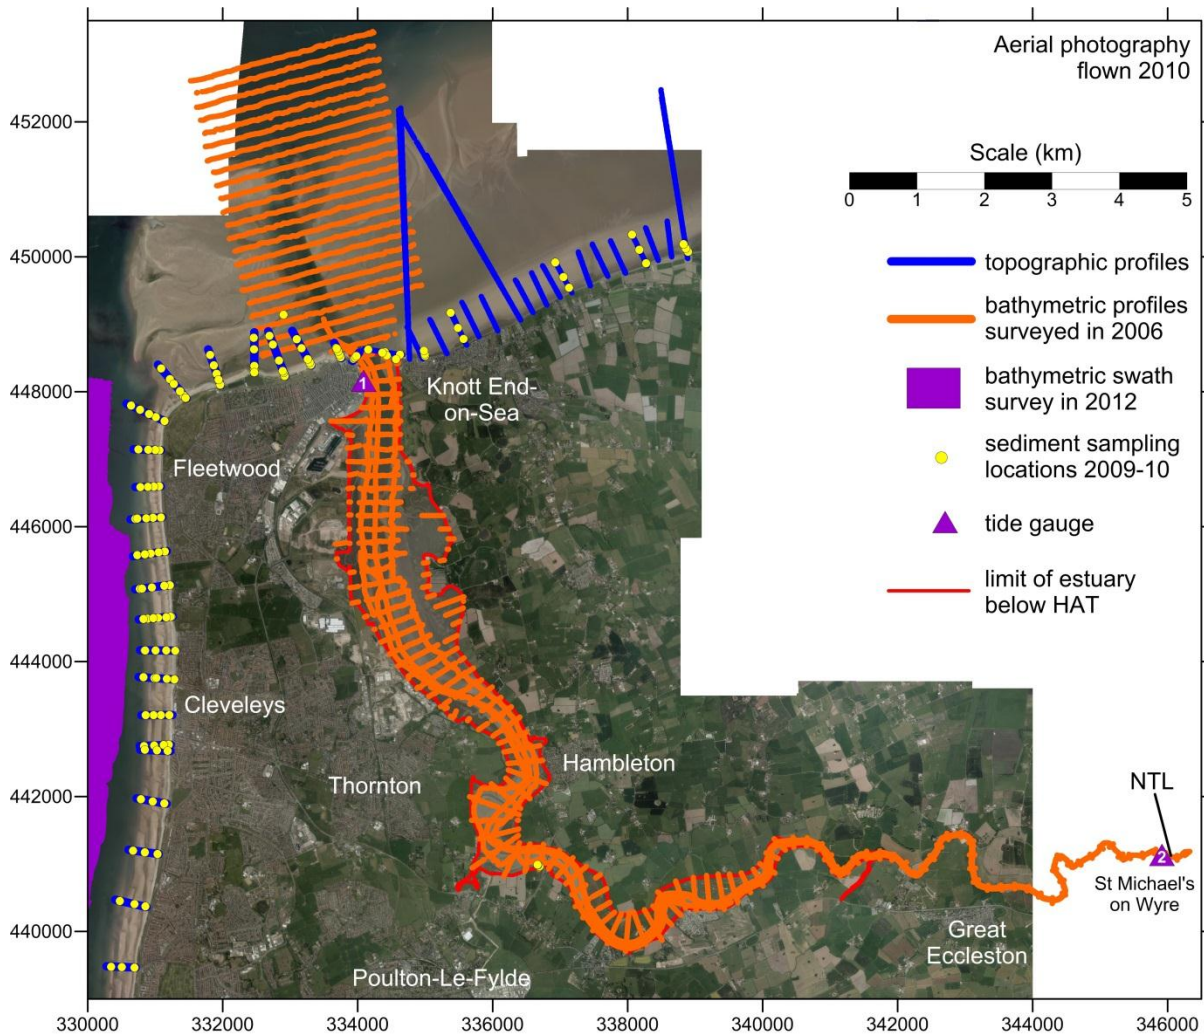 Aerial photography
flown 2010
Scale (km)
0 1 2 3 4 5
topographic profiles
bathymetric profiles
surveyed in 2006
bathymetric swath
survey in 2012
sediment sampling
locations 2009-10
tide gauge
limit of estuary
below HAT
452000
450000
448000
446000
444000
442000
440000
1
Knott End-
on-Sea
Fleetwood
Cleveleys
Thornton
Hambleton
NTL
2
St Michael's
on Wyre
Great
Eccleston
Poulton-Le-Fylde
330000 332000 334000 336000 338000 340000 342000 344000 346000